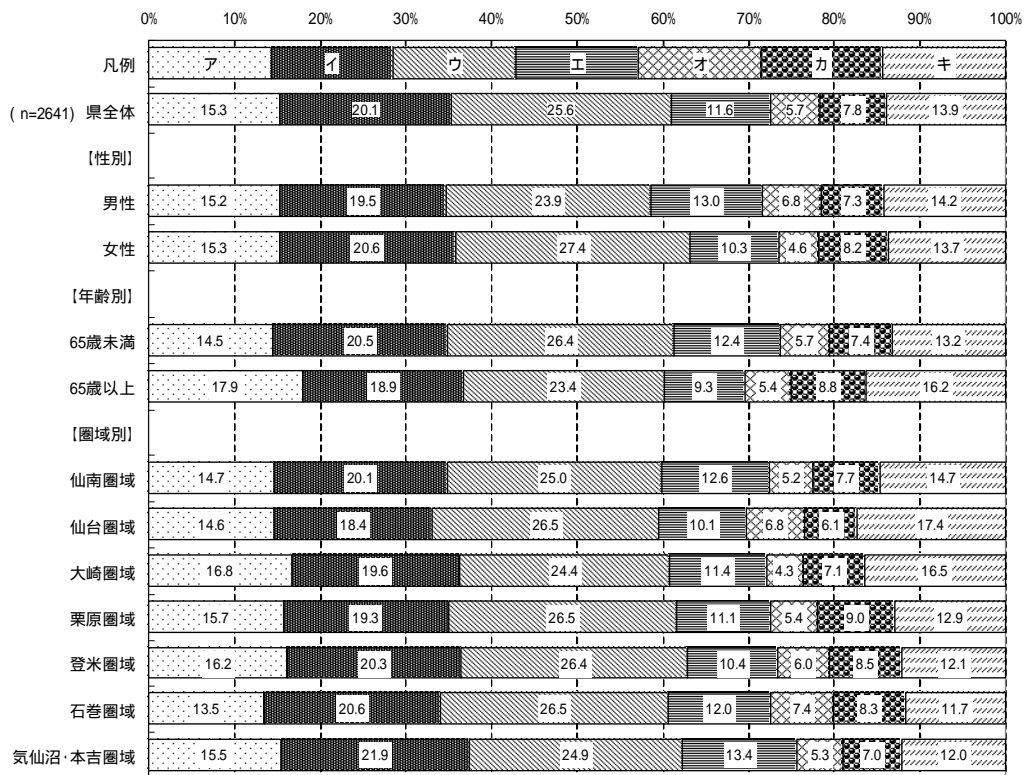 0% 10% 20% 30% 40% 50% 60% 70% 80% 90% 100%
凡例 ア イ ウ エ オ カ キ
( n=2641) 県全体 15.3 20.1 25.6 11.6 5.7 7.8 13.9
【性別】
男性 15.2 19.5 23.9 13.0 6.8 7.3 14.2
女性 15.3 20.6 27.4 10.3 4.6 8.2 13.7
【年齢別】
65歳未満 14.5 20.5 26.4 12.4 5.7 7.4 13.2
65歳以上 17.9 18.9 23.4 9.3 5.4 8.8 16.2
【圏域別】
仙南圏域 14.7 20.1 25.0 12.6 5.2 7.7 14.7
仙台圏域 14.6 18.4 26.5 10.1 6.8 6.1 17.4
大崎圏域 16.8 19.6 24.4 11.4 4.3 7.1 16.5
栗原圏域 15.7 19.3 26.5 11.1 5.4 9.0 12.9
登米圏域 16.2 20.3 26.4 10.4 6.0 8.5 12.1
石巻圏域 13.5 20.6 26.5 12.0 7.4 8.3 11.7
気仙沼･本吉圏域 15.5 21.9 24.9 13.4 5.3 7.0 12.0